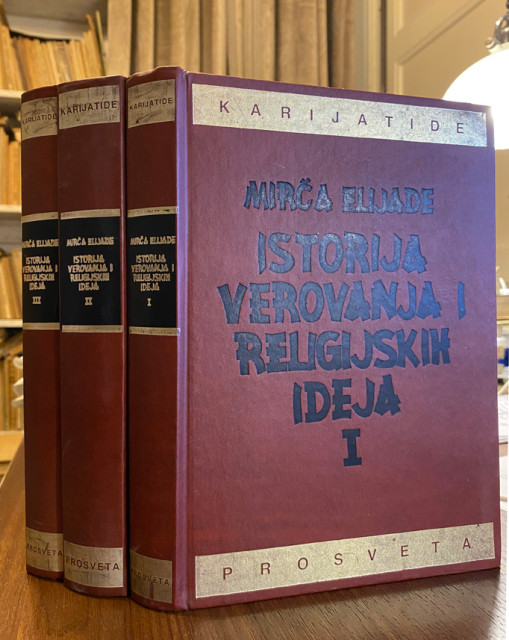 KARIJATIDE
MIRČA ELIJADE
ISTORIJA
VEROVANJA I
RELIGIJSKIH
IDEJA
III
PROSVETA
KARIJATIDE
MIRČA ELIJADE
ISTORIJA
VEROVANJA I
RELIGIJSKIH
IDEJA
II
PROSVETA
KARIJATIDE
MIRČA ELIJADE
ISTORIJA
VEROVANJA I
RELIGIJSKIH
IDEJA
I
PROSVETA
KARIJATIDE
MIRČA ELIJADE
ISTORIJA
VEROVANJA I
RELIGIJSKIH
IDEJA
I
PROSVETA